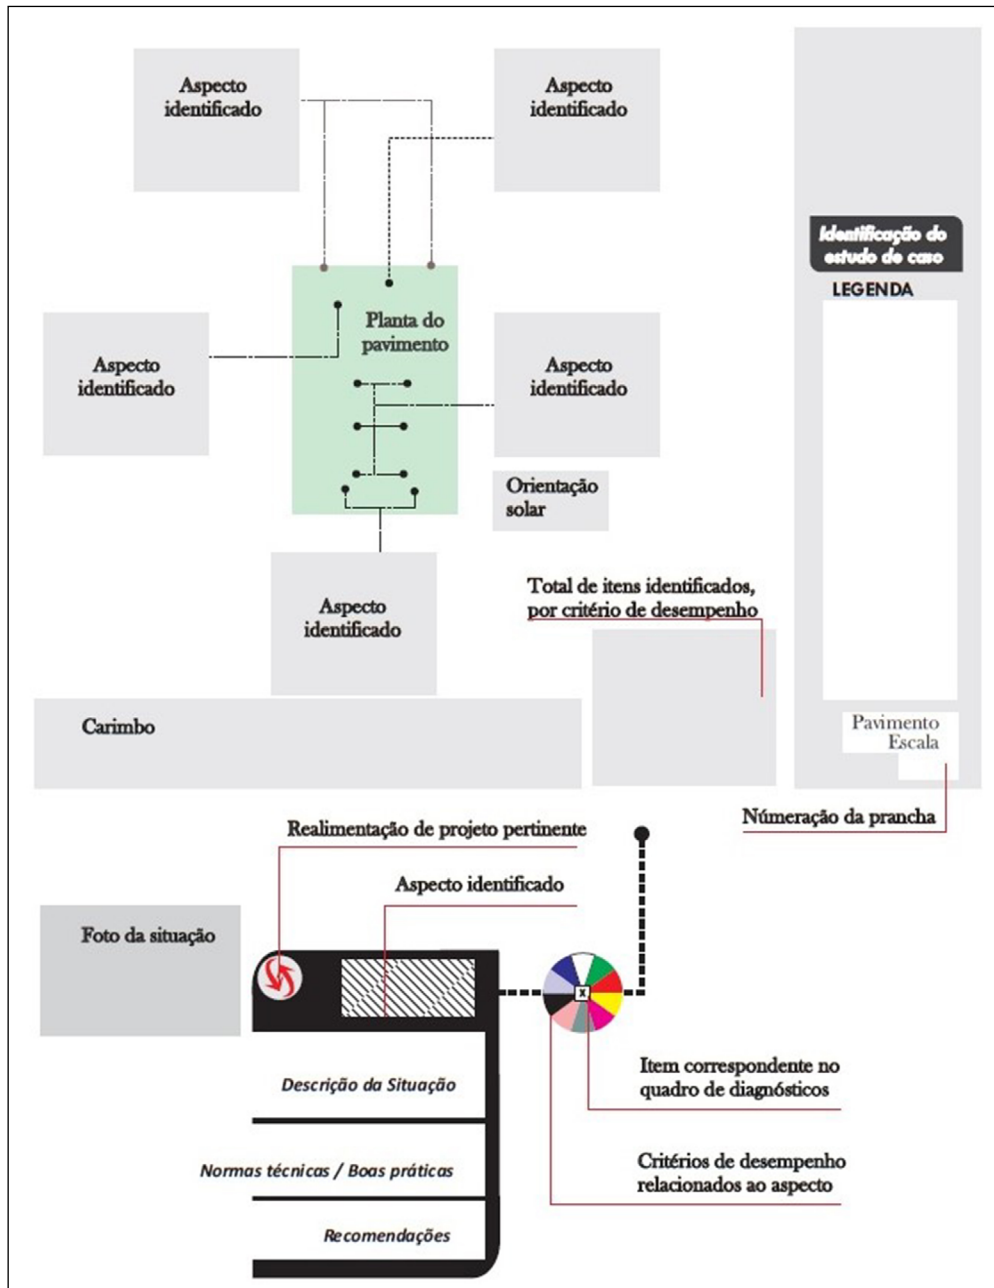 Aspecto
identificado
Aspecto
identificado
Identificação do
estudo de caso
LEGENDA
Planta do
pavimento
Aspecto
identificado
Aspecto
identificado
Orientação
solar
Aspecto
identificado
Total de itens identificados,
por critério de desempenho
Carimbo
Pavimento
Escala
Númeração da prancha
Realimentação de projeto pertinente
Aspecto identificado
Foto da situação
X
Descrição da Situação
Item correspondente no
quadro de diagnósticos
Normas técnicas / Boas práticas
Critérios de desempenho
relacionados ao aspecto
Recomendações